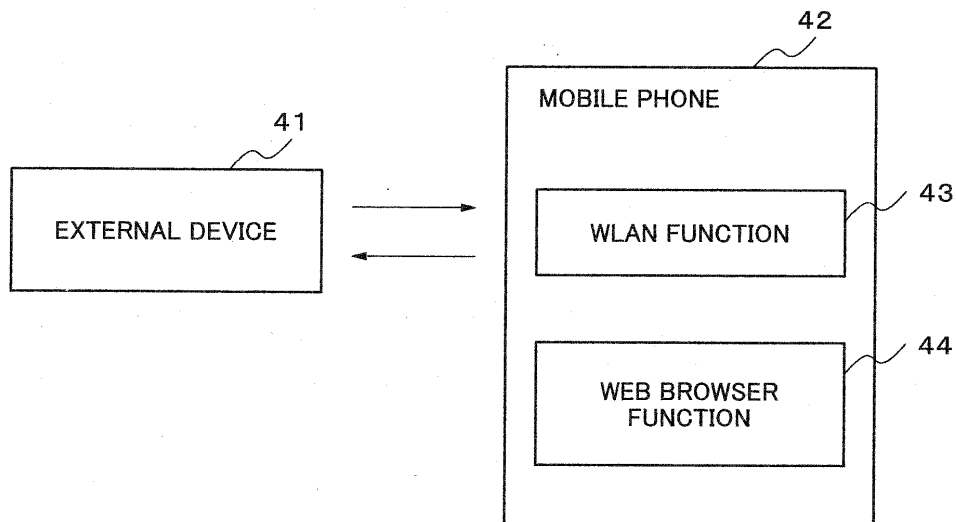 42
MOBILE PHONE
41
EXTERNAL DEVICE
43
WLAN FUNCTION
44
WEB BROWSER
FUNCTION